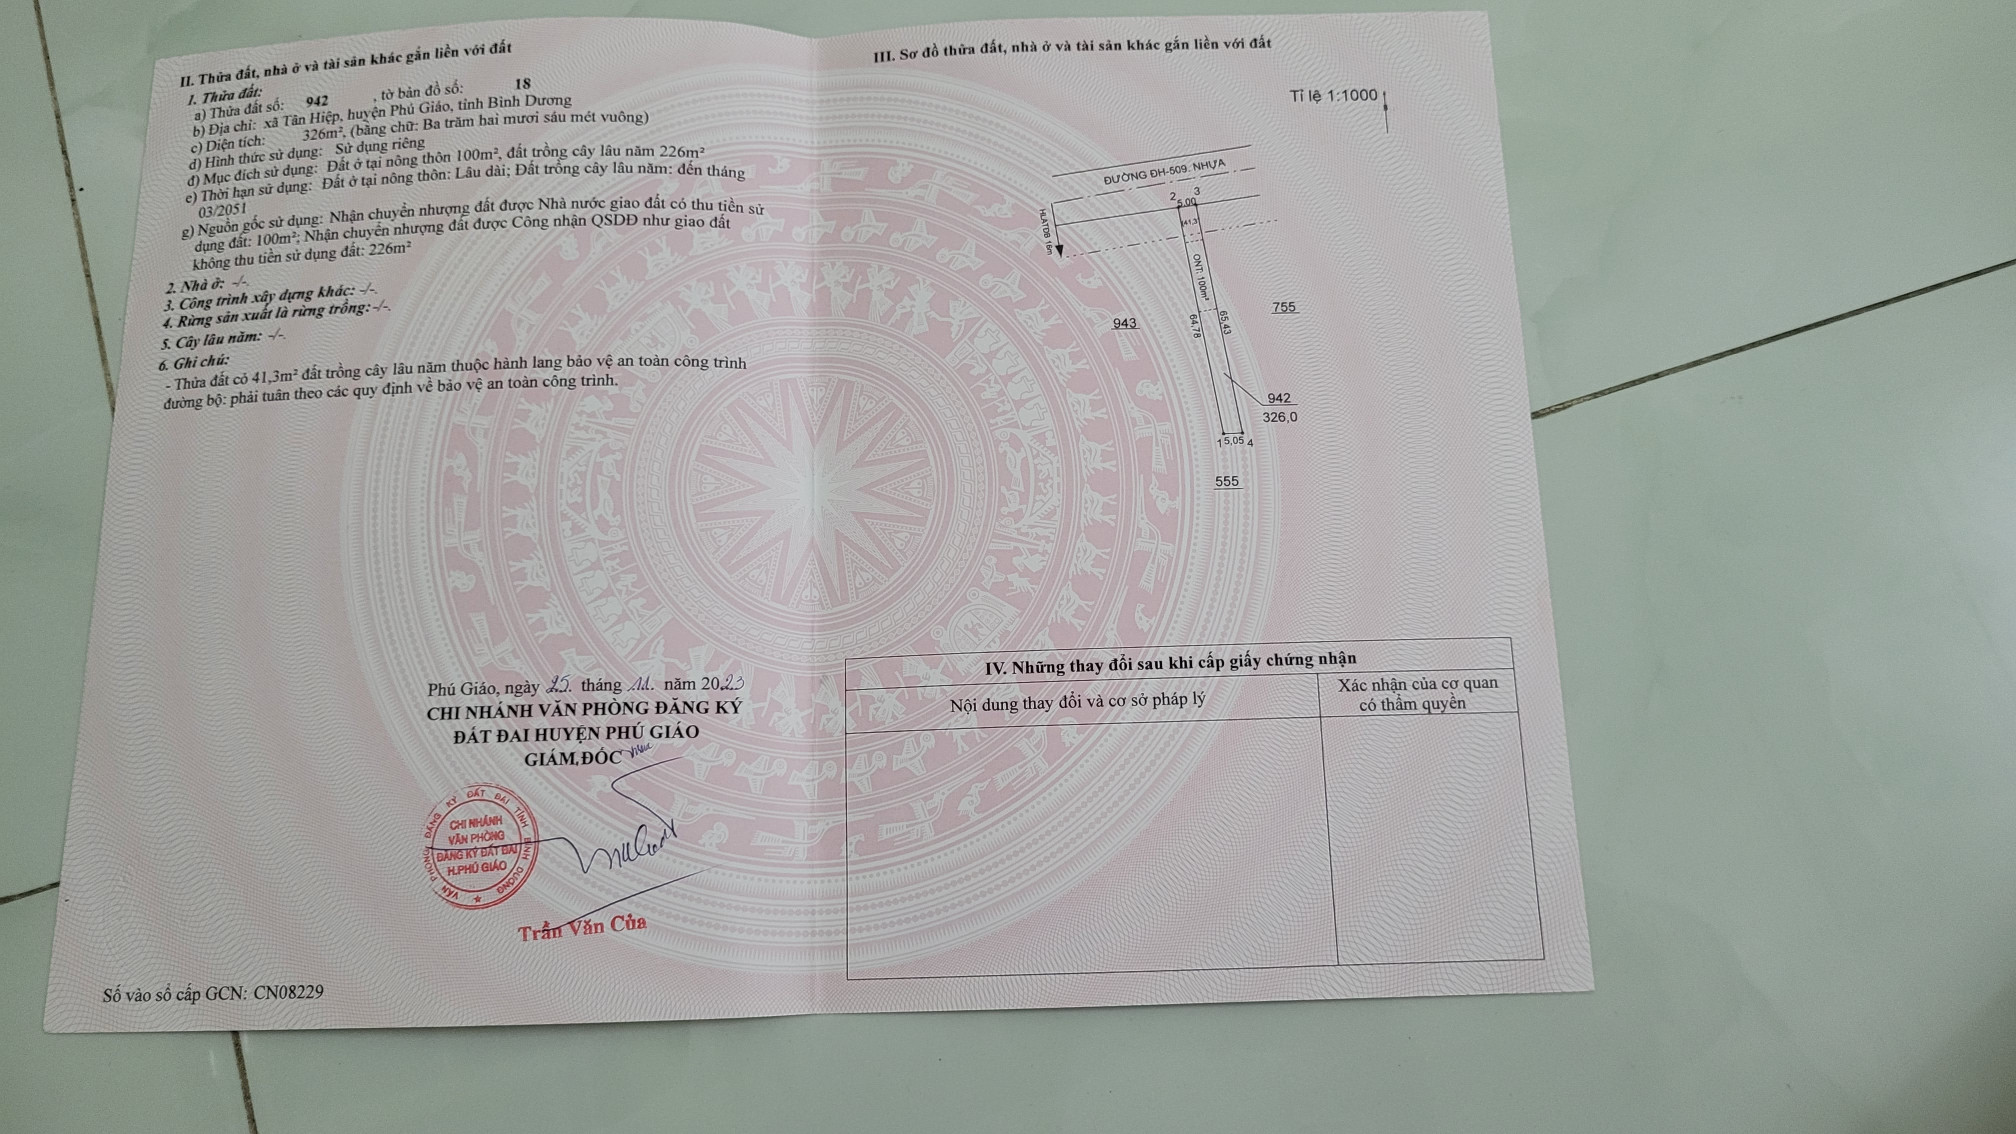 II. Thửa đất, nhà ở và tài sản khác gắn liền với đất
1. Thửa đất:
a) Thửa đất số: 942 , tờ bản đồ số: 18
b) Địa chỉ: xã Tân Hiệp, huyện Phú Giáo, tỉnh Bình Dương
c) Diện tích: 326m², (bằng chữ: Ba trăm hai mươi sáu mét vuông)
d) Hình thức sử dụng: Sử dụng riêng
đ) Mục đích sử dụng: Đất ở tại nông thôn 100m², đất trồng cây lâu năm 226m²
e) Thời hạn sử dụng: Đất ở tại nông thôn: Lâu dài; Đất trồng cây lâu năm: đến tháng
03/2051
g) Nguồn gốc sử dụng: Nhận chuyển nhượng đất được Nhà nước giao đất có thu tiền sử
dụng đất: 100m²; Nhận chuyển nhượng đất được Công nhận QSDĐ như giao đất
không thu tiền sử dụng đất: 226m²
2. Nhà ở: -/-.
3. Công trình xây dựng khác: -/-.
4. Rừng sản xuất là rừng trồng: -/-.
5. Cây lâu năm: -/-.
6. Ghi chú:
- Thửa đất có 41,3m² đất trồng cây lâu năm thuộc hành lang bảo vệ an toàn công trình
đường bộ: phải tuân theo các quy định về bảo vệ an toàn công trình.
Phú Giáo, ngày 25. tháng .11. năm 2023
CHI NHÁNH VĂN PHÒNG ĐĂNG KÝ
ĐẤT ĐAI HUYỆN PHÚ GIÁO
GIÁM ĐỐC
VĂN PHÒNG ĐĂNG KÝ ĐẤT ĐAI TỈNH BÌNH DƯƠNG
CHI NHÁNH
VĂN PHÒNG
ĐĂNG KÝ ĐẤT ĐAI
H.PHÚ GIÁO
Trần Văn Của
Số vào sổ cấp GCN: CN08229
III. Sơ đồ thửa đất, nhà ở và tài sản khác gắn liền với đất
Tỉ lệ 1:1000
ĐƯỜNG ĐH-509. NHỰA
HLATĐB 16m
2
3
5,00
41,3
ONT: 100m²
64,78
65,43
943
755
942
326,0
1
5,05
4
555
IV. Những thay đổi sau khi cấp giấy chứng nhận
Nội dung thay đổi và cơ sở pháp lý
Xác nhận của cơ quan
có thẩm quyền